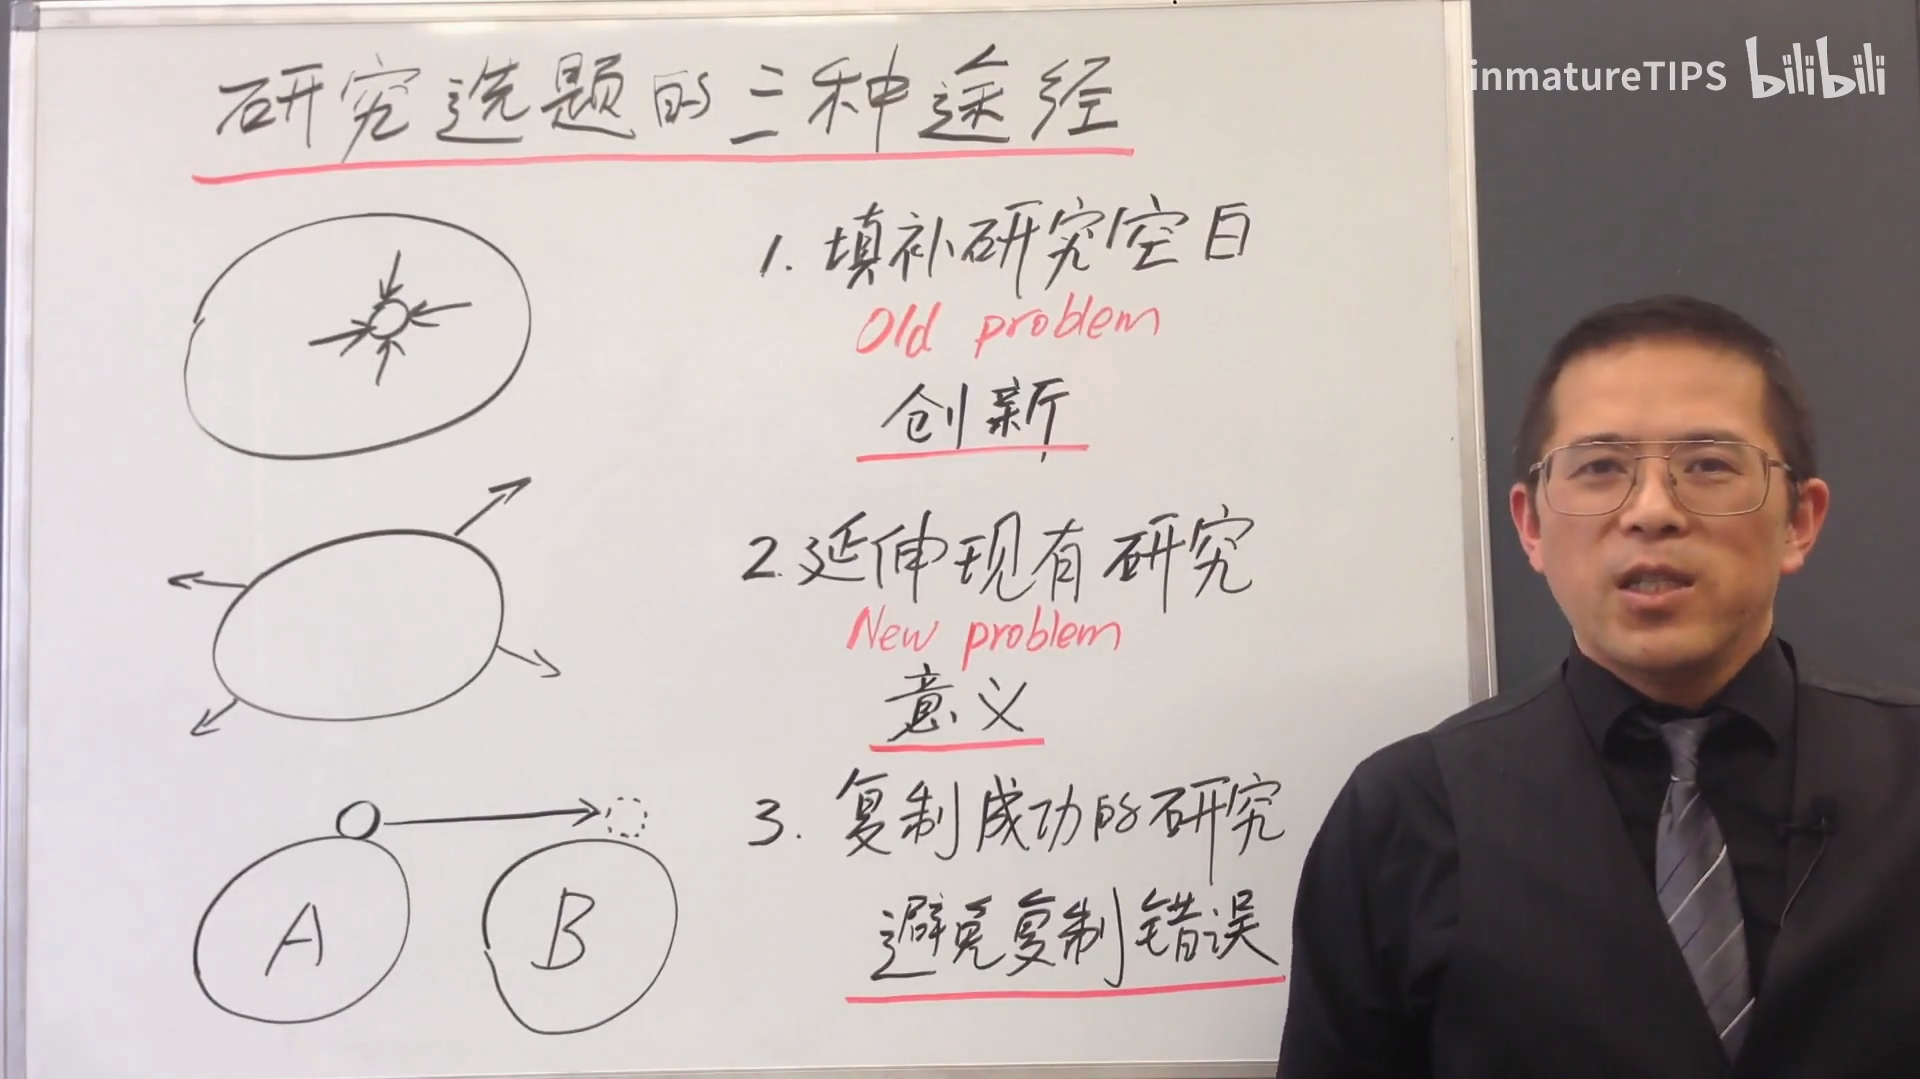 研究选题的三种途径
inmatureTIPS bilibili
1. 填补研究空白
Old problem
创新
2. 延伸现有研究
New problem
意义
3. 复制成功的研究
避免复制错误
A
B